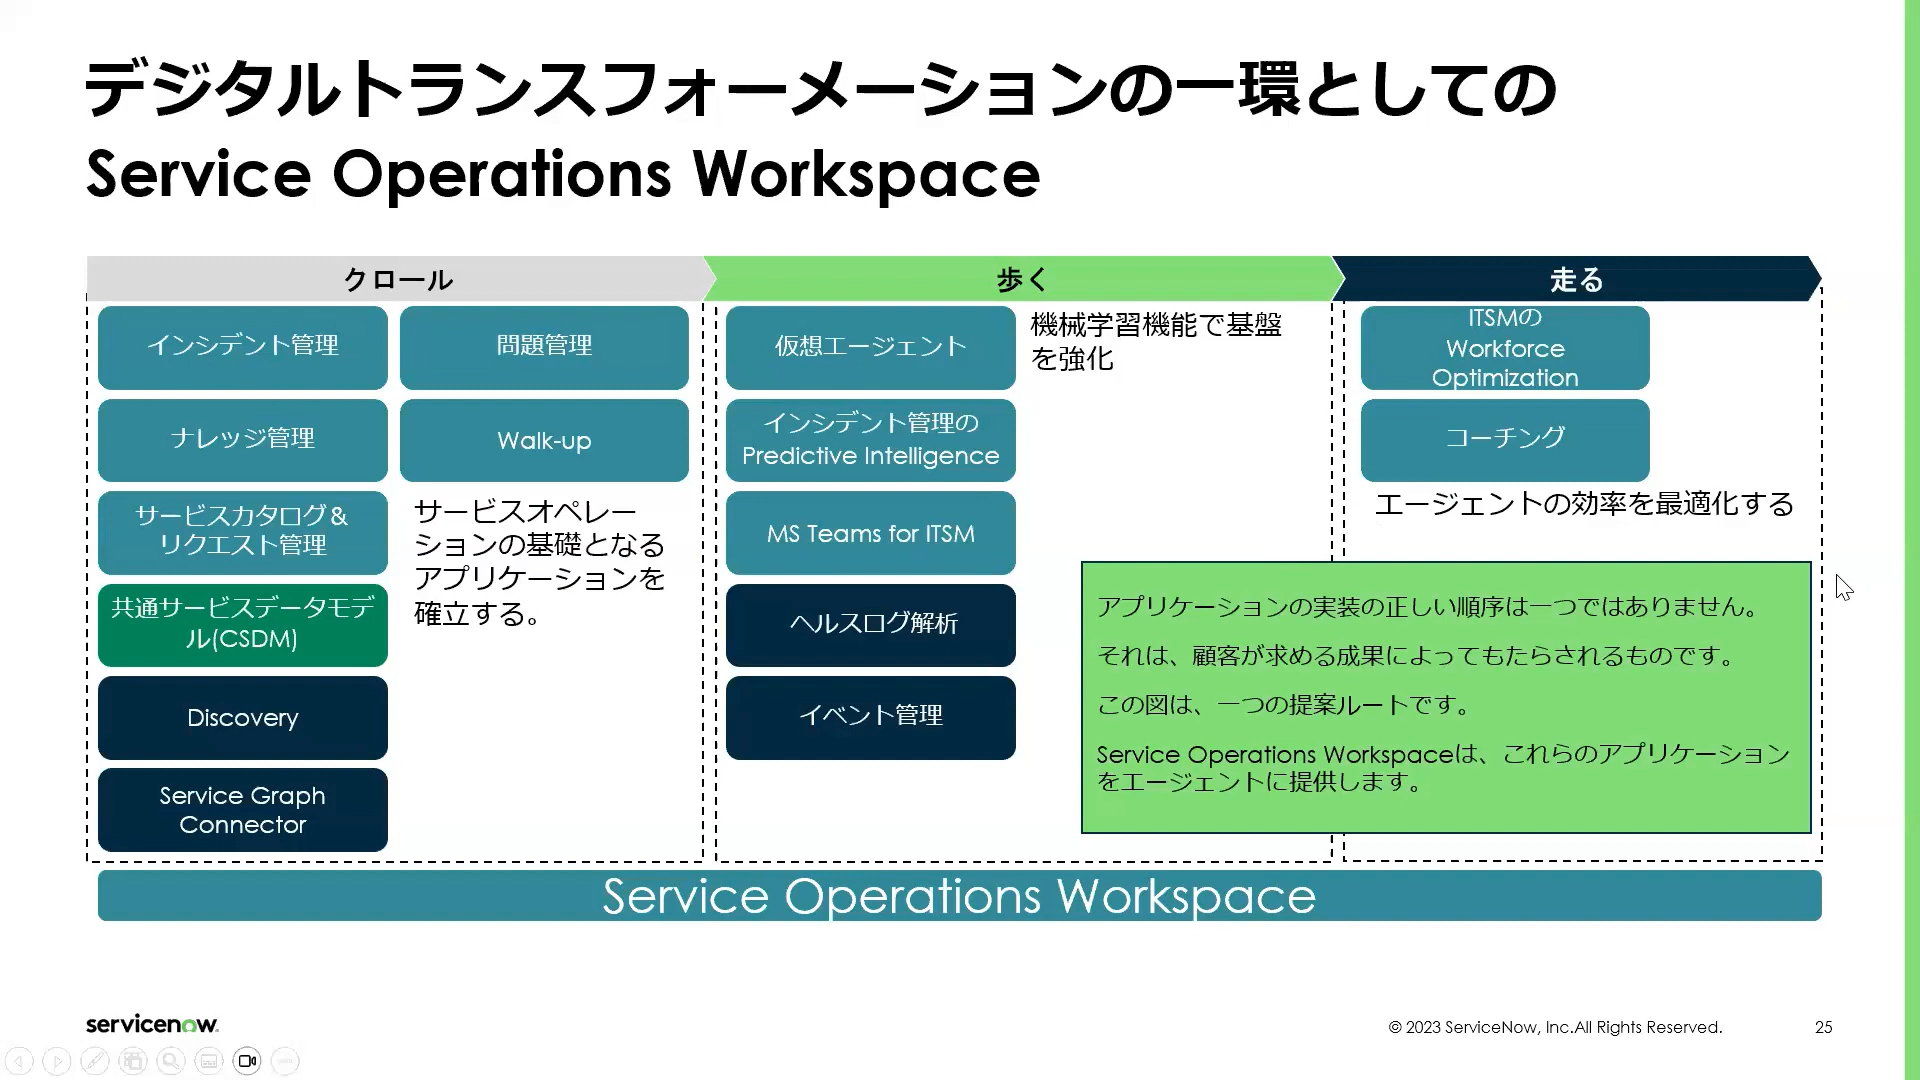 デジタルトランスフォーメーションの一環としての
Service Operations Workspace
クロール
歩く
走る
インシデント管理
問題管理
ナレッジ管理
Walk-up
サービスカタログ＆
リクエスト管理
サービスオペレー
ションの基礎となる
アプリケーションを
確立する。
共通サービスデータモデ
ル(CSDM)
Discovery
Service Graph
Connector
仮想エージェント
機械学習機能で基盤
を強化
インシデント管理の
Predictive Intelligence
MS Teams for ITSM
ヘルスログ解析
イベント管理
ITSMの
Workforce
Optimization
コーチング
エージェントの効率を最適化する
アプリケーションの実装の正しい順序は一つではありません。
それは、顧客が求める成果によってもたらされるものです。
この図は、一つの提案ルートです。
Service Operations Workspaceは、これらのアプリケーション
をエージェントに提供します。
Service Operations Workspace
servicenow.
© 2023 ServiceNow, Inc.All Rights Reserved.
25